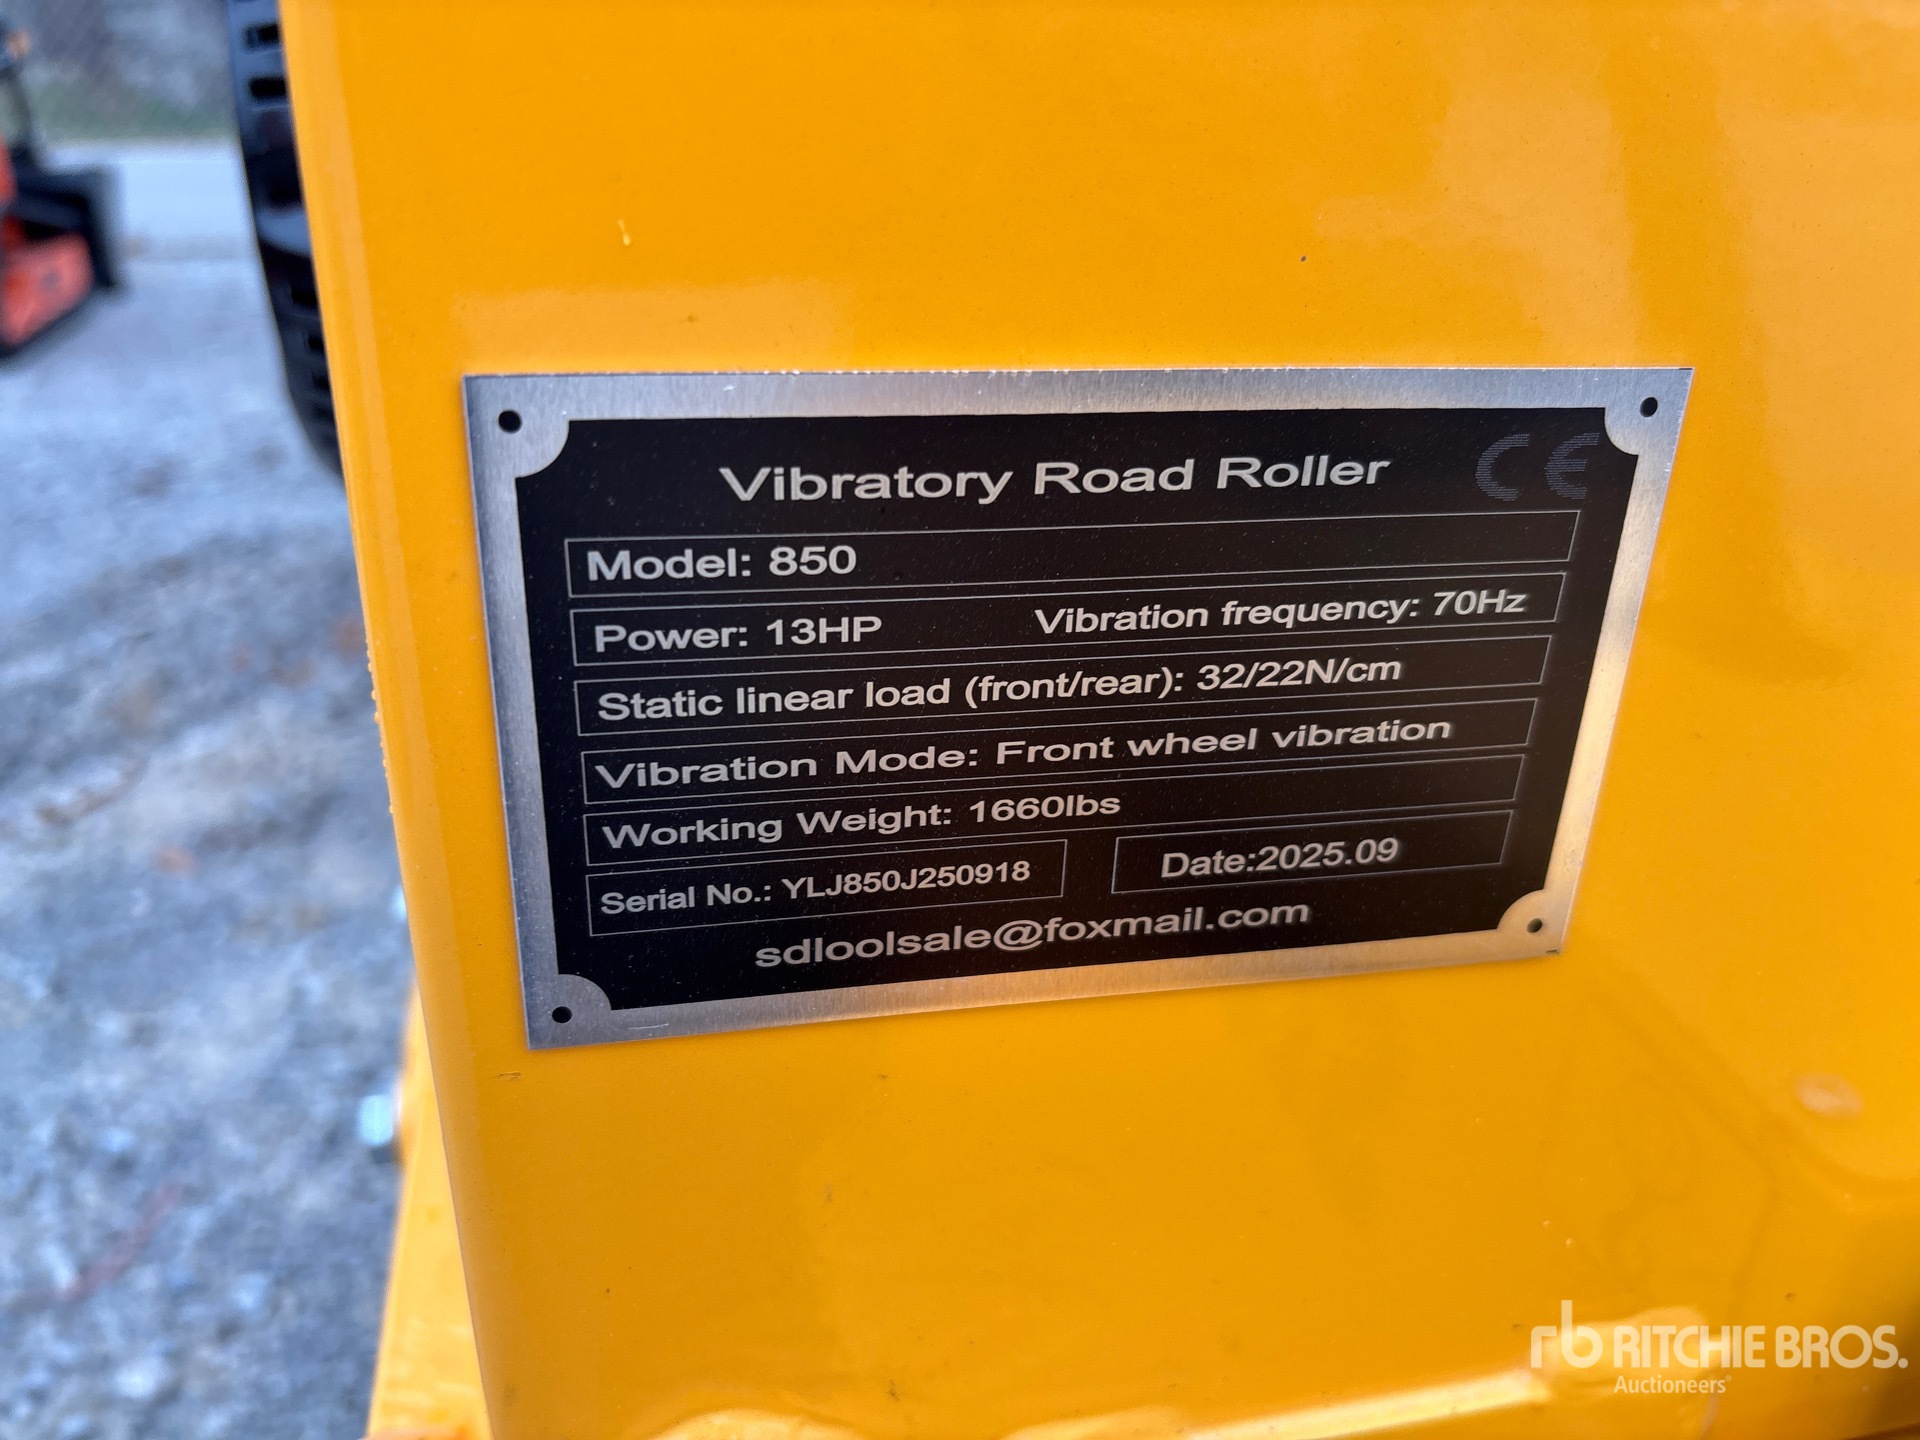 Vibratory Road Roller CE
Model: 850
Power: 13HP Vibration frequency: 70Hz
Static linear load (front/rear): 32/22N/cm
Vibration Mode: Front wheel vibration
Working Weight: 1660lbs
Serial No.: YLJ850J250918 Date:2025.09
sdloolsale@foxmail.com
rb RITCHIE BROS.
Auctioneers